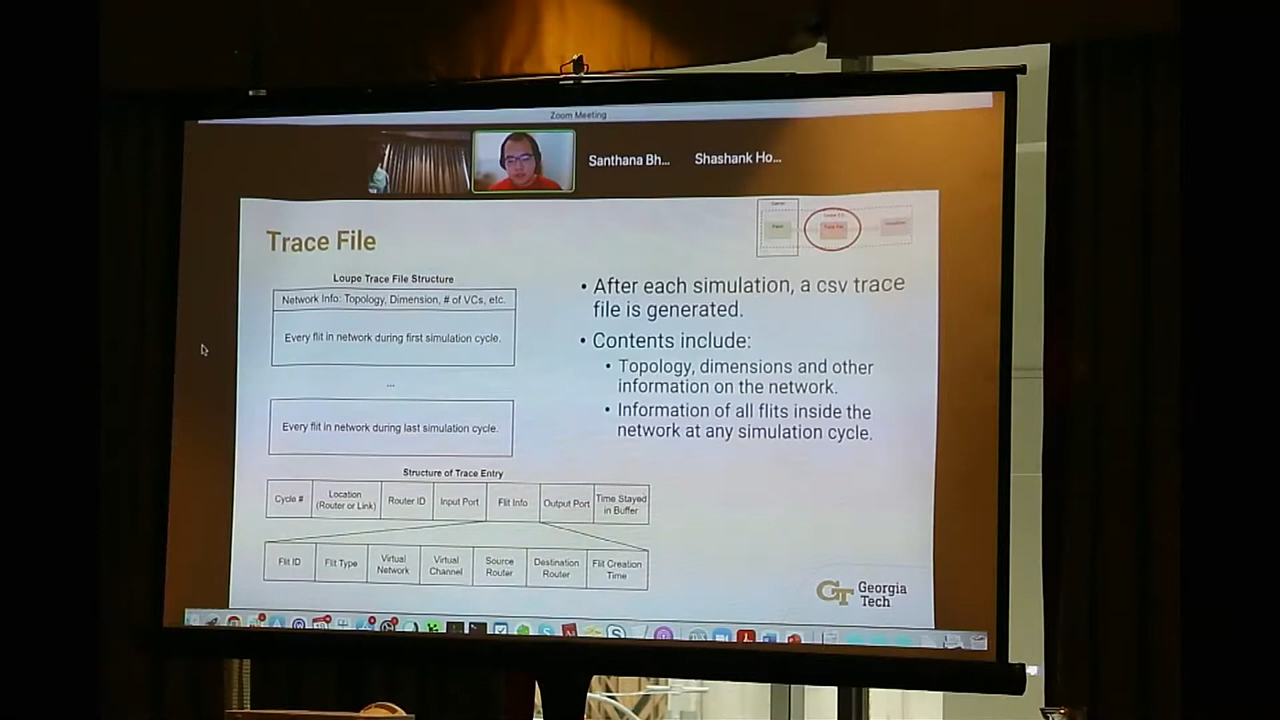 Zoom Meeting
Santhana Bh...
Shashank Ho...
Trace File
Loupe Trace File Structure
Network Info: Topology, Dimension, # of VCs, etc.
Every flit in network during first simulation cycle.
...
Every flit in network during last simulation cycle.
Structure of Trace Entry
Cycle #
Location
(Router or Link)
Router ID
Input Port
Flit Info
Output Port
Time Stayed
in Buffer
Flit ID
Flit Type
Virtual
Network
Virtual
Channel
Source
Router
Destination
Router
Flit Creation
Time
• After each simulation, a csv trace
file is generated.
• Contents include:
• Topology, dimensions and other
information on the network.
• Information of all flits inside the
network at any simulation cycle.
GT Georgia
Tech